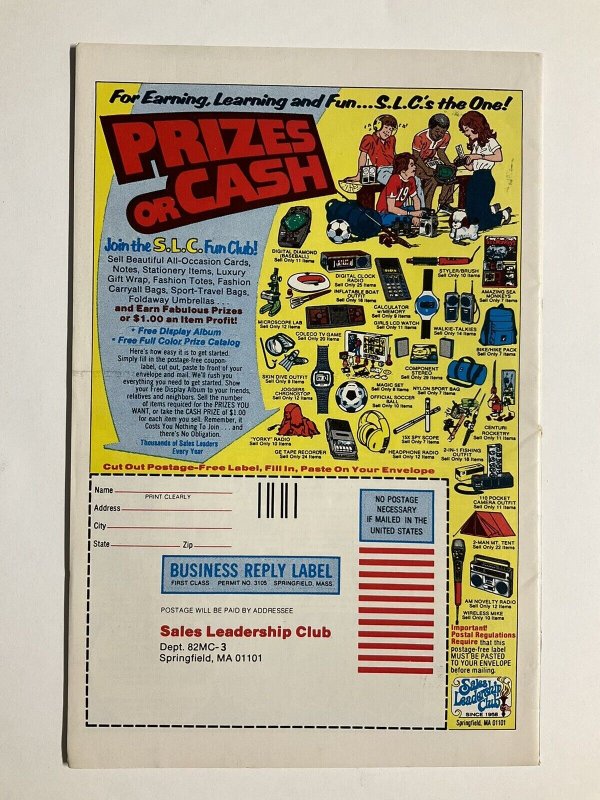 For Earning, Learning and Fun...S.L.C.'s the One!
PRIZES
OR CASH
Join the S.L.C. Fun Club!
Sell Beautiful All-Occasion Cards,
Notes, Stationery Items, Luxury
Gift Wrap, Fashion Totes, Fashion
Carryall Bags, Sport-Travel Bags,
Foldaway Umbrellas . . .
and Earn Fabulous Prizes
or $1.00 an Item Profit!
• Free Display Album
• Free Full Color Prize Catalog
Here's how easy it is to get started.
Simply fill in the postage-free coupon-
label, cut out, paste to front of your
envelope and mail. We'll rush you
everything you need to get started. Show
your Free Display Album to your friends,
relatives and neighbors. Sell the number
of items required for the PRIZES YOU
WANT, or take the CASH PRIZE of $1.00
for each item you sell. Remember, it
Costs You Nothing To Join . . . and
there's No Obligation.
Thousands of Sales Leaders
Every Year
DIGITAL DIAMOND
(BASEBALL)
Sell Only 11 Items
DIGITAL CLOCK
RADIO
Sell Only 25 Items
STYLER/BRUSH
Sell Only 10 Items
AMAZING SEA
MONKEYS
Sell Only 7 Items
MICROSCOPE LAB
Sell Only 12 Items
INFLATABLE BOAT
OUTFIT
Sell Only 16 Items
CALCULATOR
w/MEMORY
Sell Only 9 Items
COLECO TV GAME
Sell Only 20 Items
GIRLS LCD WATCH
Sell Only 11 Items
WALKIE-TALKIES
Sell Only 14 Items
BIKE/HIKE PACK
Sell Only 7 Items
SKIN DIVE OUTFIT
Sell Only 8 Items
COMPONENT
STEREO
Sell Only 29 Items
JOGGERS
CHRONOSTOP
Sell Only 12 Items
MAGIC SET
Sell Only 8 Items
NYLON SPORT BAG
Sell Only 7 Items
OFFICIAL SOCCER
BALL
Sell Only 10 Items
CENTURI
ROCKETRY
Sell Only 11 Items
"YORKY" RADIO
Sell Only 10 Items
15X SPY SCOPE
Sell Only 7 Items
GE TAPE RECORDER
Sell Only 24 Items
HEADPHONE RADIO
Sell Only 12 Items
2-IN-1 FISHING
OUTFIT
110 POCKET
CAMERA OUTFIT
Sell Only 18 Items
2-MAN MT. TENT
Sell Only 22 Items
AM NOVELTY RADIO
Sell Only 12 Items
WIRELESS MIKE
Sell Only 10 Items
Cut Out Postage-Free Label, Fill In, Paste On Your Envelope
Name
PRINT CLEARLY
Address
City
State Zip
NO POSTAGE
NECESSARY
IF MAILED IN THE
UNITED STATES
BUSINESS REPLY LABEL
FIRST CLASS PERMIT NO. 3105 SPRINGFIELD, MASS.
POSTAGE WILL BE PAID BY ADDRESSEE
Sales Leadership Club
Dept. 82MC-3
Springfield, MA 01101
Important!
Postal Regulations
Require that this
postage-free label
MUST BE PASTED
TO YOUR ENVELOPE
before mailing.
Sales
Leadership
Club
SINCE 1968
Springfield, MA 01101